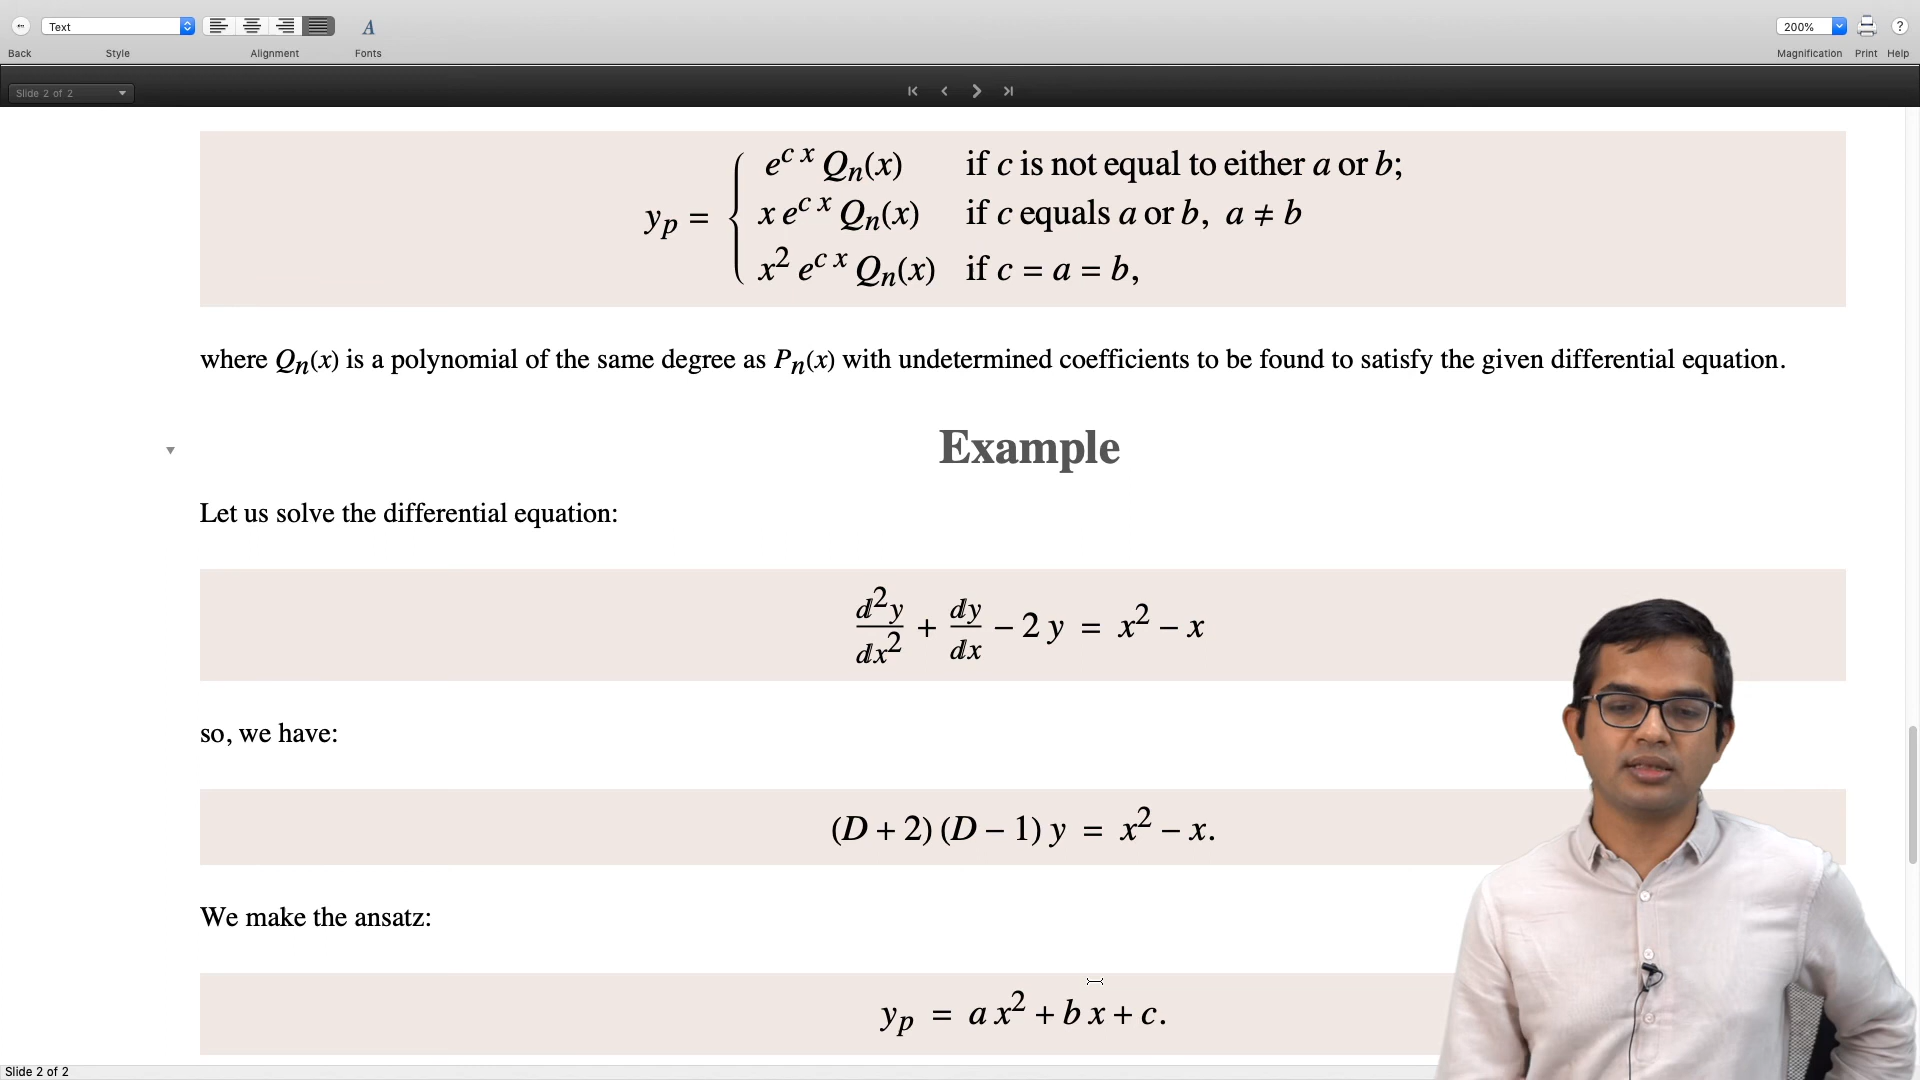 Text
200%
Back
Style
Alignment
Fonts
Magnification
Print
Help
Slide 2 of 2
y_p = { e^{c x} Q_n(x) if c is not equal to either a or b;
x e^{c x} Q_n(x) if c equals a or b, a ≠ b
x^2 e^{c x} Q_n(x) if c = a = b,
where Q_n(x) is a polynomial of the same degree as P_n(x) with undetermined coefficients to be found to satisfy the given differential equation.
Example
Let us solve the differential equation:
d^2y/dx^2 + dy/dx − 2 y = x^2 − x
so, we have:
(D + 2) (D − 1) y = x^2 − x.
We make the ansatz:
y_p = a x^2 + b x + c.
Slide 2 of 2